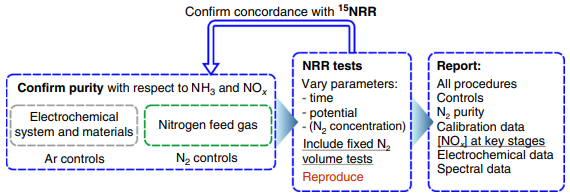 Confirm concordance with ¹⁵NRR
Confirm purity with respect to NH₃ and NOₓ
Electrochemical
system and materials
Nitrogen feed gas
Ar controls
N₂ controls
NRR tests
Vary parameters:
- time
- potential
- (N₂ concentration)
Include fixed N₂
volume tests
Reproduce
Report:
All procedures
Controls
N₂ purity
Calibration data
[NOₓ] at key stages
Electrochemical data
Spectral data